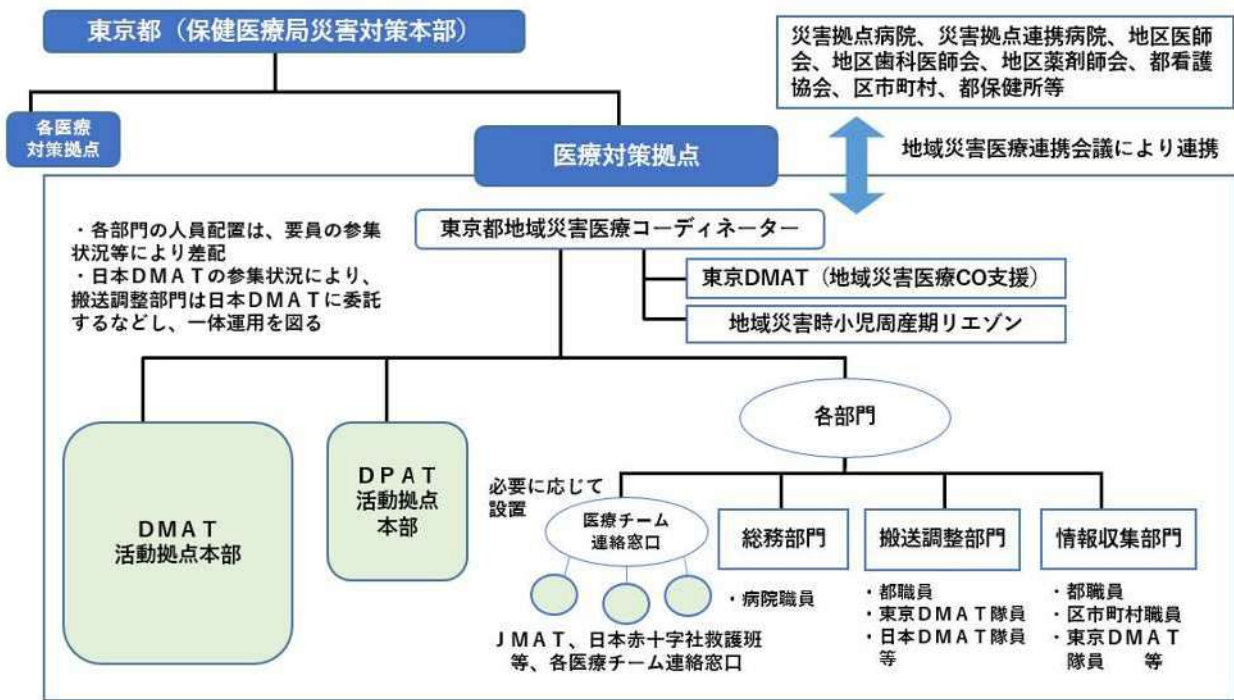 東京都（保健医療局災害対策本部）
災害拠点病院、災害拠点連携病院、地区医師
会、地区歯科医師会、地区薬剤師会、都看護
協会、区市町村、都保健所等
各医療
対策拠点
医療対策拠点
地域災害医療連携会議により連携
・各部門の人員配置は、要員の参集
状況等により差配
・日本ＤＭＡＴの参集状況により、
搬送調整部門は日本ＤＭＡＴに委託
するなどし、一体運用を図る
東京都地域災害医療コーディネーター
東京DMAT（地域災害医療CO支援）
地域災害時小児周産期リエゾン
各部門
ＤＭＡＴ
活動拠点本部
ＤＰＡＴ
活動拠点
本部
必要に応じて
設置
医療チーム
連絡窓口
ＪＭＡＴ、日本赤十字社救護班
等、各医療チーム連絡窓口
総務部門
・病院職員
搬送調整部門
・都職員
・東京ＤＭＡＴ隊員
・日本ＤＭＡＴ隊員
等
情報収集部門
・都職員
・区市町村職員
・東京ＤＭＡＴ
隊員　等